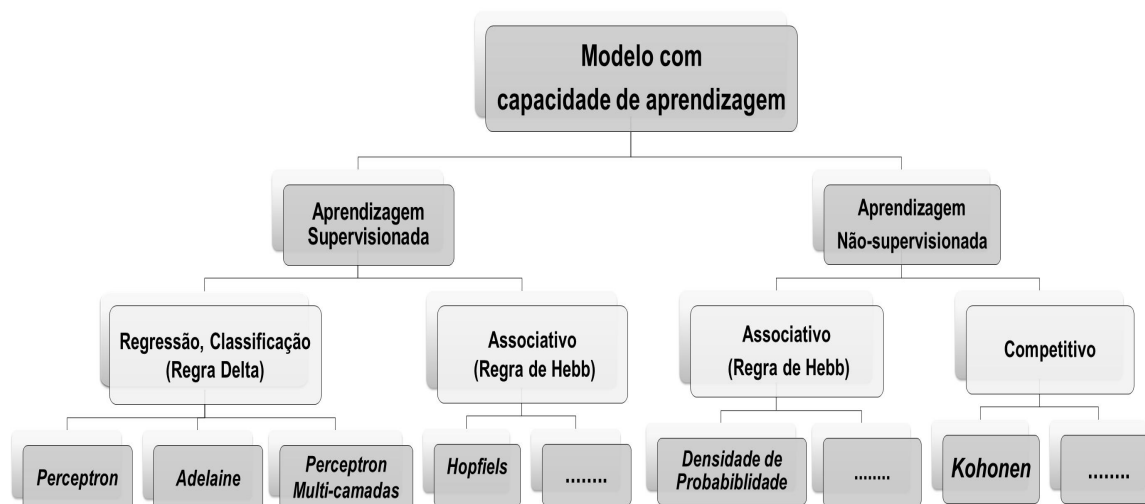 Modelo com
capacidade de aprendizagem
Aprendizagem
Supervisionada
Aprendizagem
Não-supervisionada
Regressão, Classificação
(Regra Delta)
Associativo
(Regra de Hebb)
Associativo
(Regra de Hebb)
Competitivo
Perceptron
Adelaine
Perceptron
Multi-camadas
Hopfiels
........
Densidade de
Probabiblidade
........
Kohonen
........